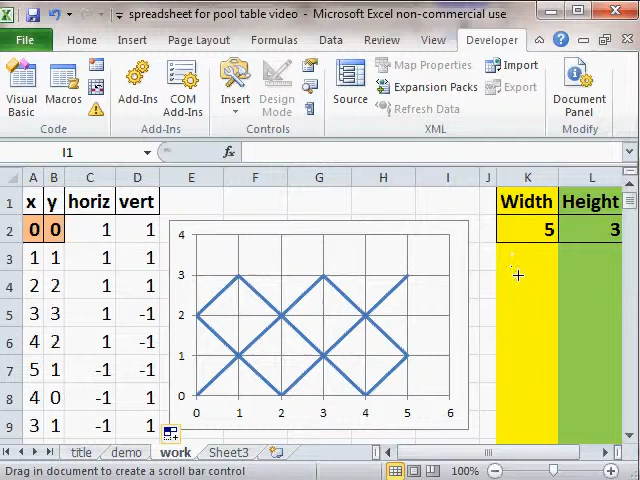 spreadsheet for pool table video - Microsoft Excel non-commercial use
File Home Insert Page Layout Formulas Data Review View Developer
Visual Basic Macros Add-Ins COM Add-Ins Insert Design Mode Source Map Properties Expansion Packs Refresh Data Import Export Document Panel
Code Add-Ins Controls XML Modify
I1 fx
A B C D E F G H I J K L
1 x y horiz vert Width Height
2 0 0 1 1 5 3
3 1 1 1 1
4 2 2 1 1
5 3 3 1 -1
6 4 2 1 -1
7 5 1 -1 -1
8 4 0 -1 1
9 3 1 -1 1
4
3
2
1
0
0 1 2 3 4 5 6
title demo work Sheet3
Drag in document to create a scroll bar control 100%